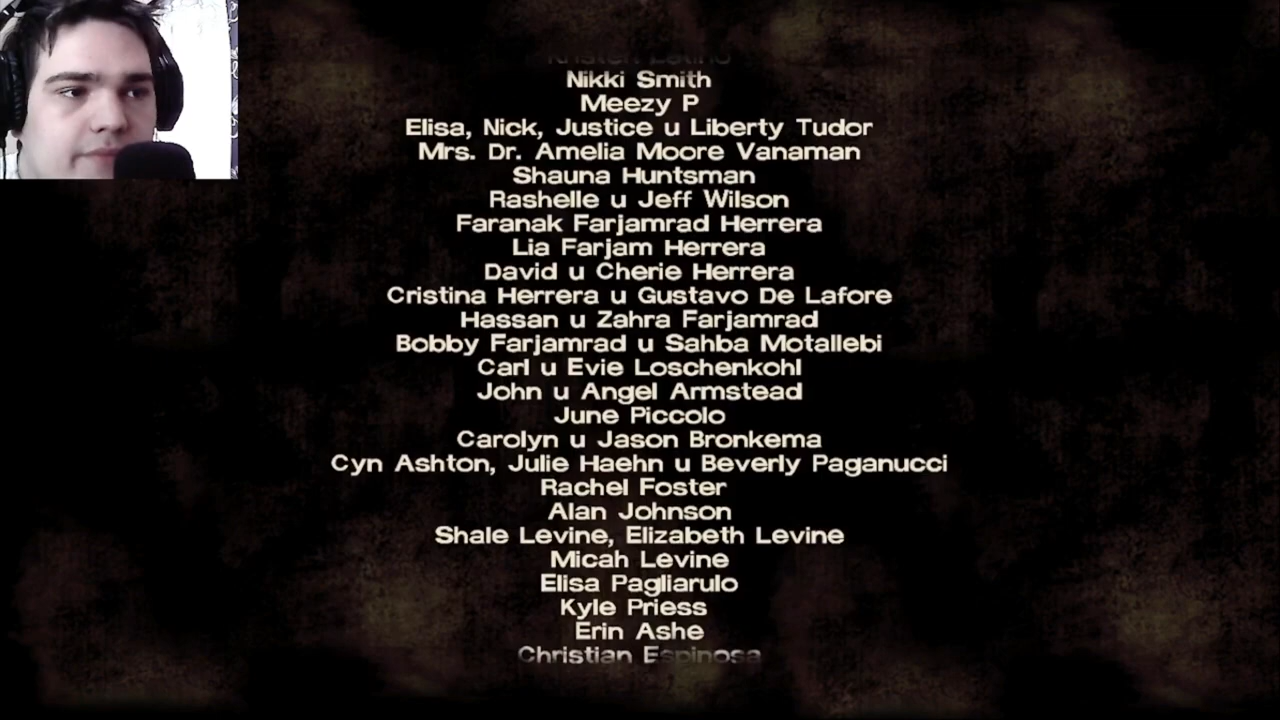 Nikki Smith
Meezy P
Elisa, Nick, Justice u Liberty Tudor
Mrs. Dr. Amelia Moore Vanaman
Shauna Huntsman
Rashelle u Jeff Wilson
Faranak Farjamrad Herrera
Lia Farjam Herrera
David u Cherie Herrera
Cristina Herrera u Gustavo De Lafore
Hassan u Zahra Farjamrad
Bobby Farjamrad u Sahba Motallebi
Carl u Evie Loschenkohl
John u Angel Armstead
June Piccolo
Carolyn u Jason Bronkema
Cyn Ashton, Julie Haehn u Beverly Paganucci
Rachel Foster
Alan Johnson
Shale Levine, Elizabeth Levine
Micah Levine
Elisa Pagliarulo
Kyle Priess
Erin Ashe
Christian Espinosa